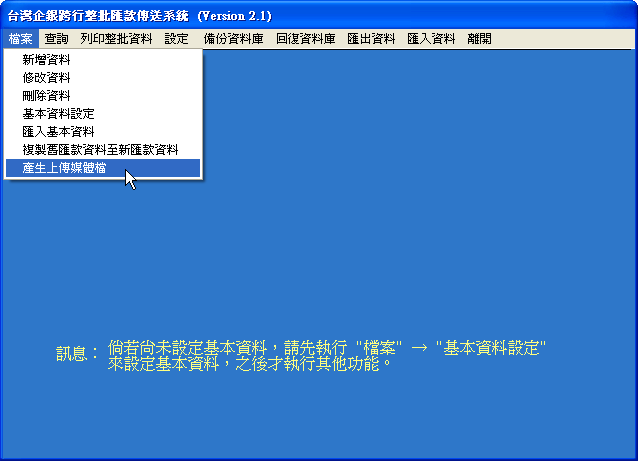 台灣企銀跨行整批匯款傳送系統 (Version 2.1)
檔案 查詢 列印整批資料 設定 備份資料庫 回復資料庫 匯出資料 匯入資料 離開
新增資料
修改資料
刪除資料
基本資料設定
匯入基本資料
複製舊匯款資料至新匯款資料
產生上傳媒體檔
訊息： 倘若尚未設定基本資料，請先執行 "檔案" → "基本資料設定"
來設定基本資料，之後才執行其他功能。